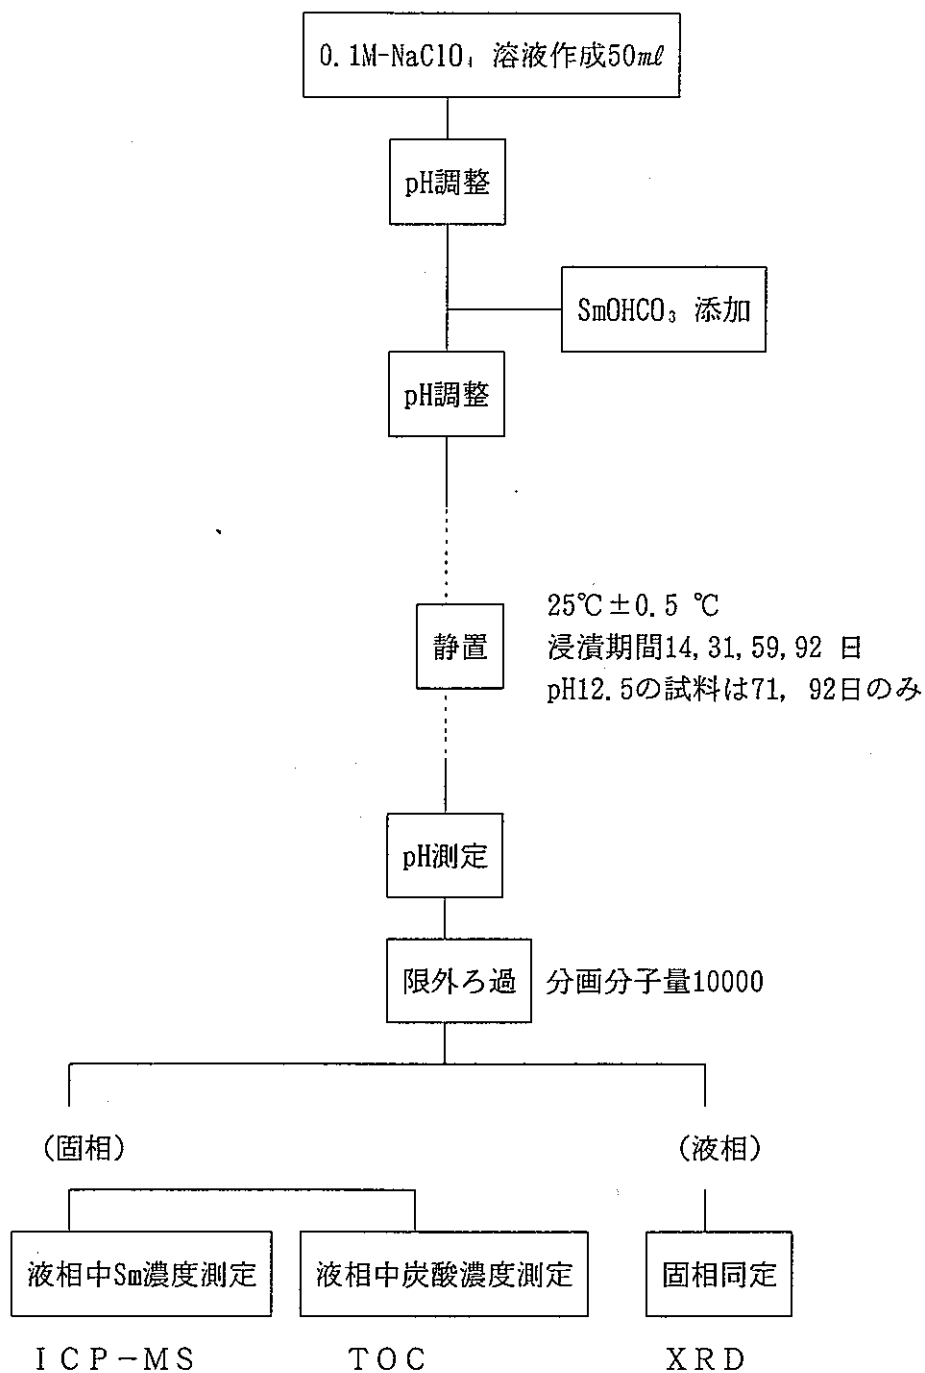 0.1M-NaClO₄ 溶液作成50mℓ
pH調整
SmOHCO₃ 添加
pH調整
25℃±0.5 ℃
静置
浸漬期間14,31,59,92 日
pH12.5の試料は71, 92日のみ
pH測定
限外ろ過 分画分子量10000
(固相) (液相)
液相中Sm濃度測定 液相中炭酸濃度測定 固相同定
ICP-MS TOC XRD